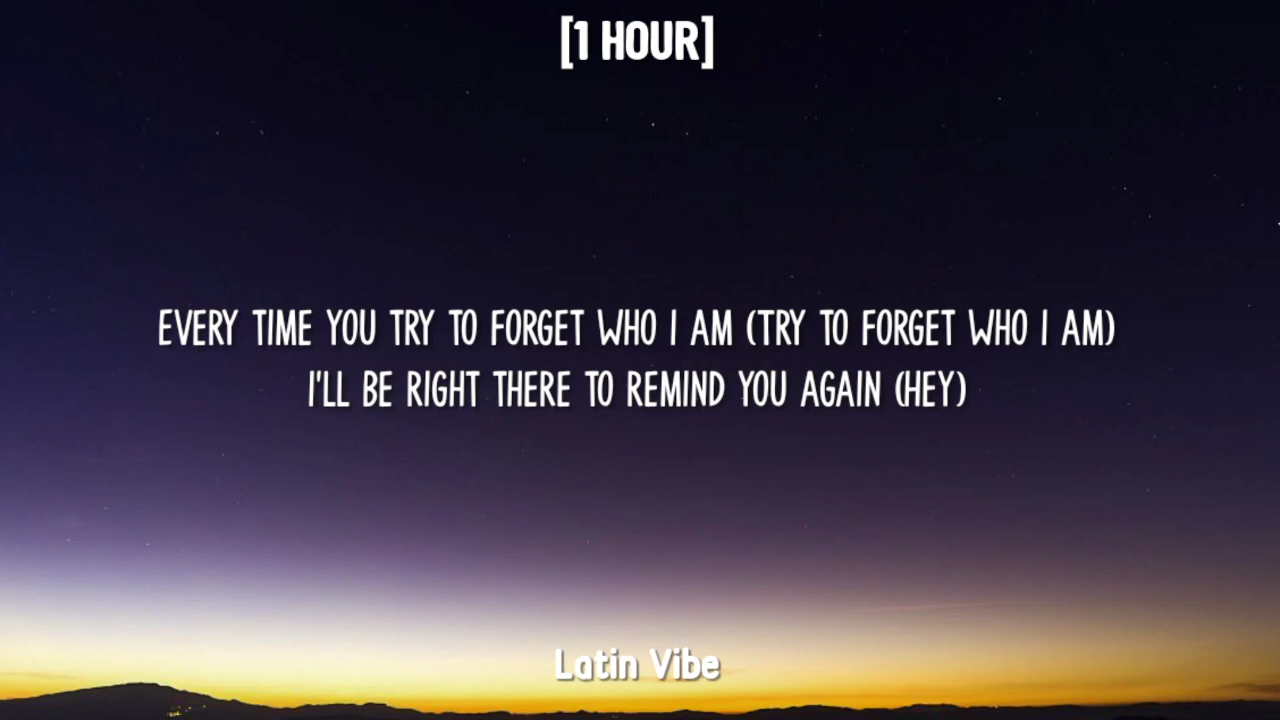 [1 HOUR]
EVERY TIME YOU TRY TO FORGET WHO I AM (TRY TO FORGET WHO I AM)
I'LL BE RIGHT THERE TO REMIND YOU AGAIN (HEY)
Latin Vibe